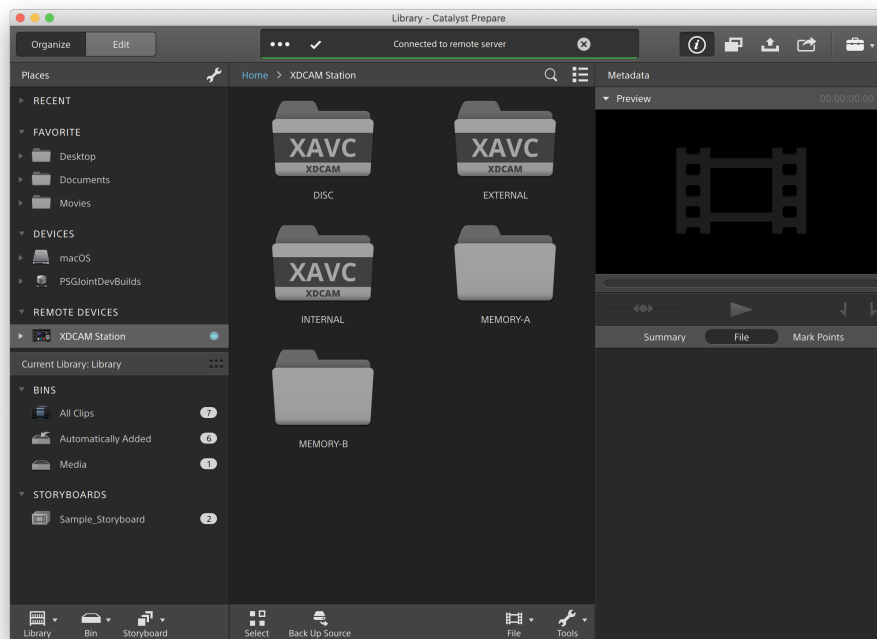 Library - Catalyst Prepare
Organize
Edit
Connected to remote server
Places
Home > XDCAM Station
Metadata
RECENT
FAVORITE
Desktop
Documents
Movies
DEVICES
macOS
PSGJointDevBuilds
REMOTE DEVICES
XDCAM Station
Current Library: Library
BINS
All Clips 7
Automatically Added 6
Media 1
STORYBOARDS
Sample_Storyboard 2
Library
Bin
Storyboard
XAVC
XDCAM
DISC
XAVC
XDCAM
EXTERNAL
XAVC
XDCAM
INTERNAL
MEMORY-A
MEMORY-B
Select
Back Up Source
File
Tools
Preview 00:00:00:00
Summary
File
Mark Points